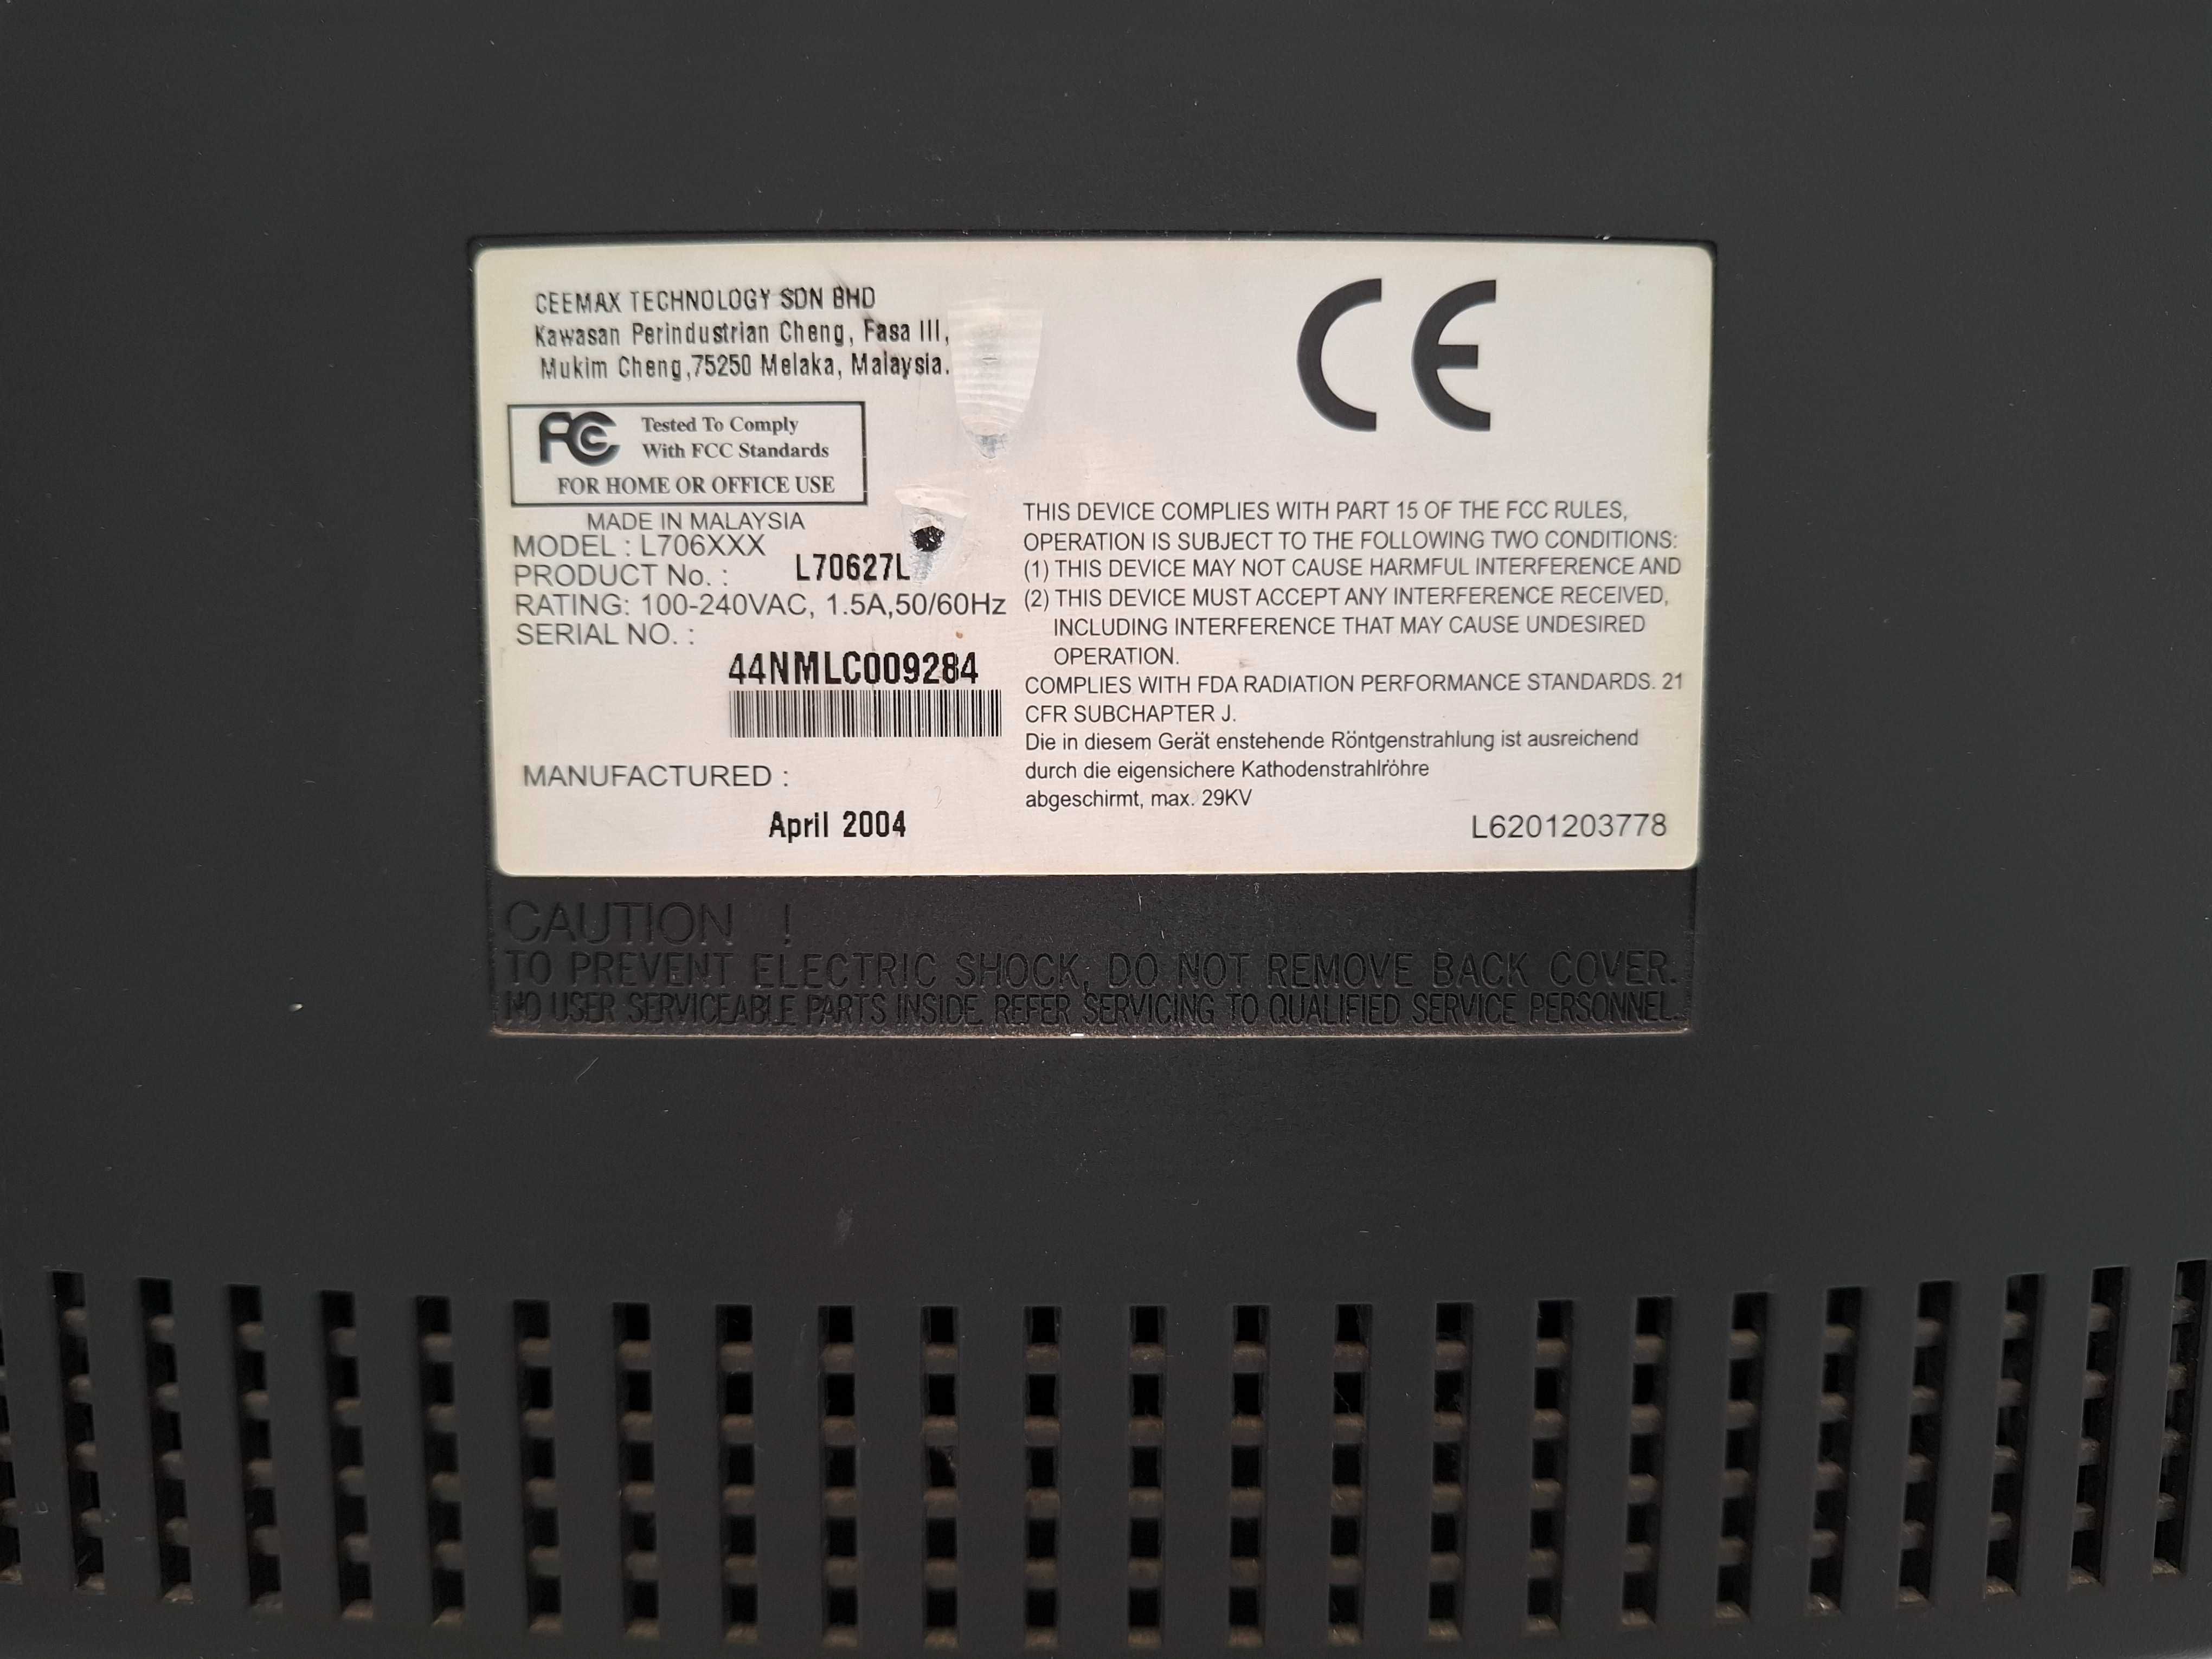 CEEMAX TECHNOLOGY SDN BHD
Kawasan Perindustrian Cheng, Fasa III,
Mukim Cheng,75250 Melaka, Malaysia.
CE
FC
Tested To Comply
With FCC Standards
FOR HOME OR OFFICE USE
MADE IN MALAYSIA
MODEL : L706XXX
PRODUCT No. : L70627L
RATING: 100-240VAC, 1.5A,50/60Hz
SERIAL NO. :
44NMLC009284
MANUFACTURED :
April 2004
THIS DEVICE COMPLIES WITH PART 15 OF THE FCC RULES,
OPERATION IS SUBJECT TO THE FOLLOWING TWO CONDITIONS:
(1) THIS DEVICE MAY NOT CAUSE HARMFUL INTERFERENCE AND
(2) THIS DEVICE MUST ACCEPT ANY INTERFERENCE RECEIVED,
INCLUDING INTERFERENCE THAT MAY CAUSE UNDESIRED
OPERATION.
COMPLIES WITH FDA RADIATION PERFORMANCE STANDARDS. 21
CFR SUBCHAPTER J.
Die in diesem Gerät enstehende Röntgenstrahlung ist ausreichend
durch die eigensichere Kathodenstrahlröhre
abgeschirmt, max. 29KV
L6201203778
CAUTION !
TO PREVENT ELECTRIC SHOCK, DO NOT REMOVE BACK COVER.
NO USER SERVICEABLE PARTS INSIDE. REFER SERVICING TO QUALIFIED SERVICE PERSONNEL.